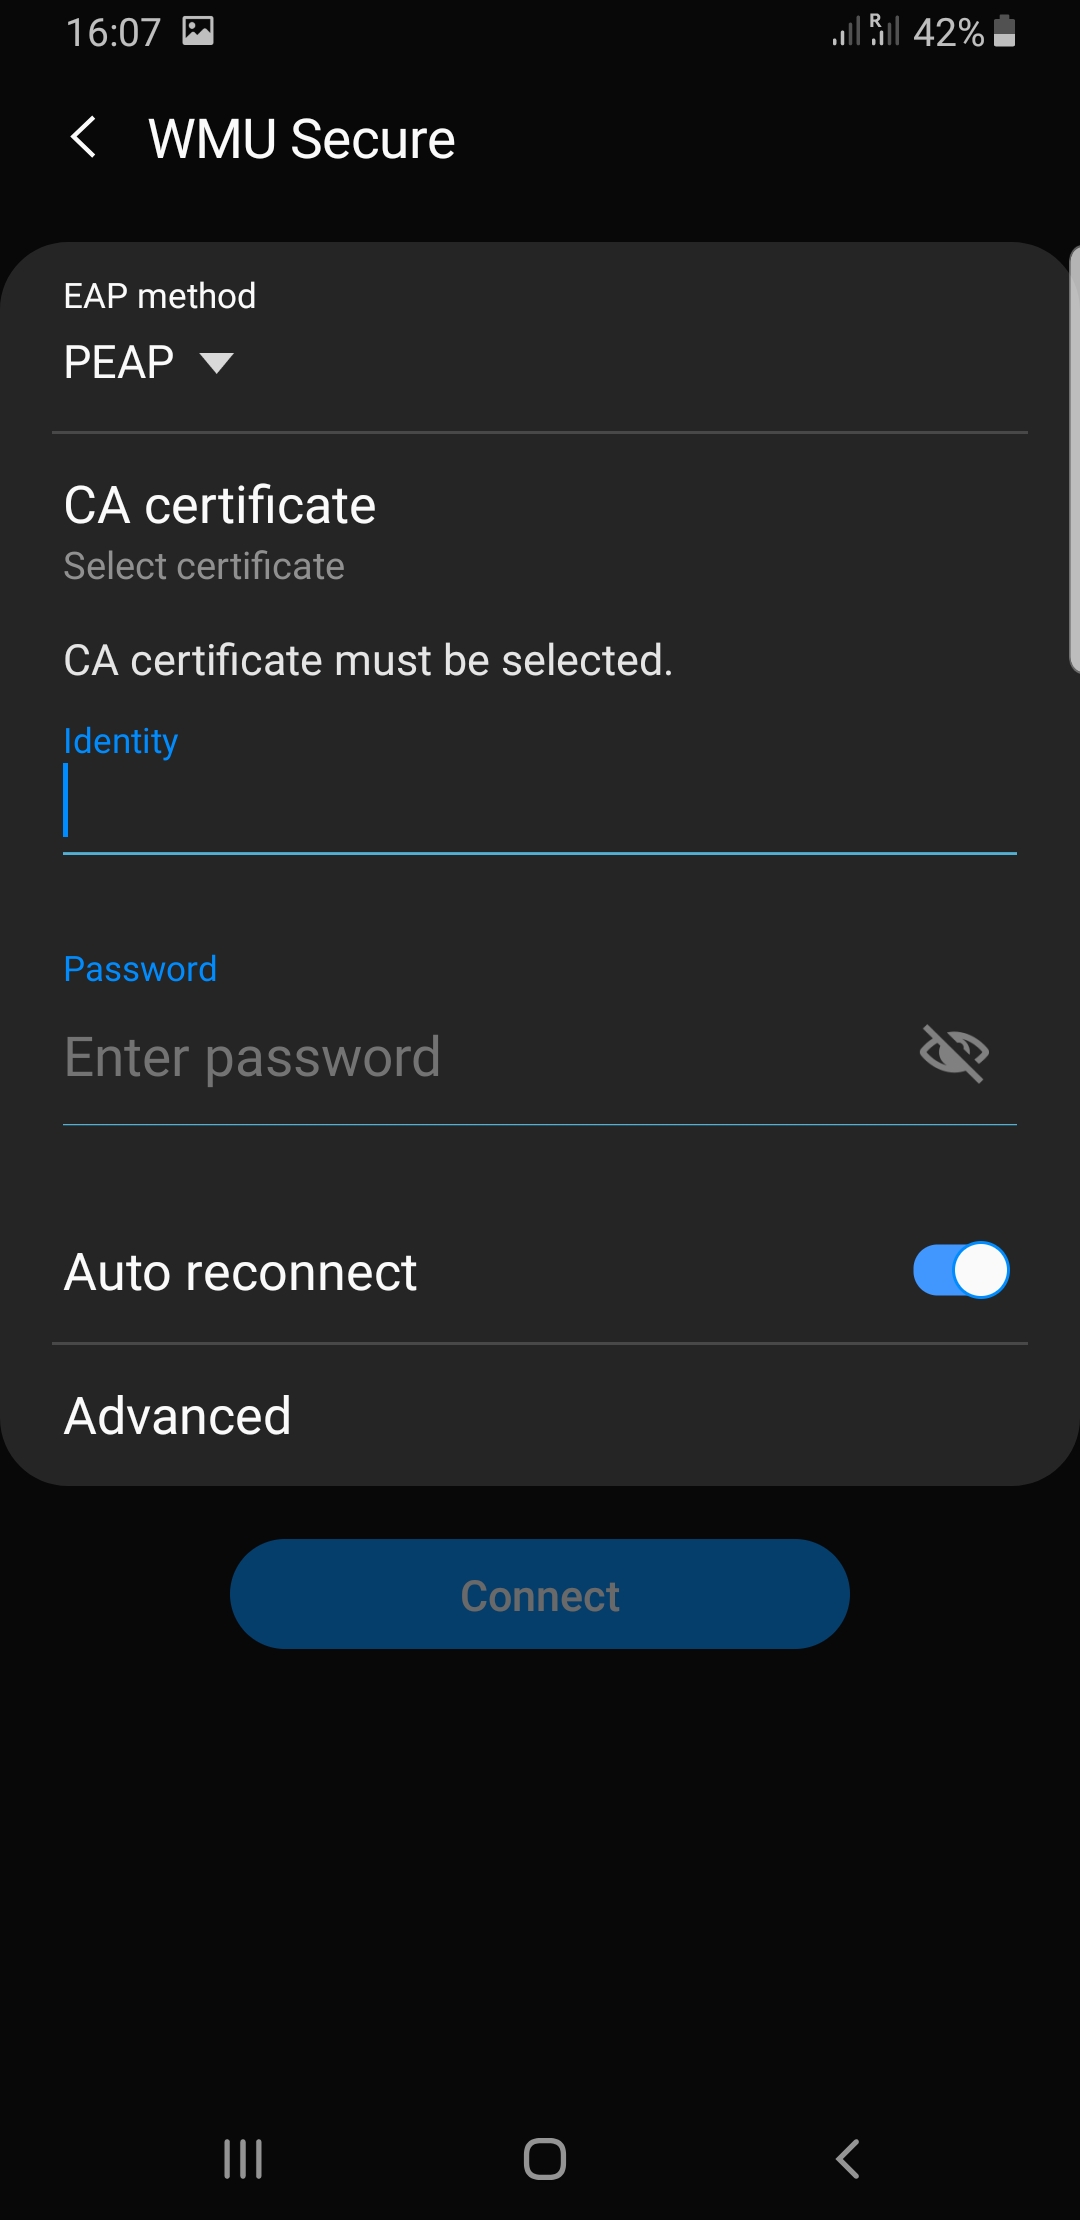 16:07 R 42%
WMU Secure
EAP method
PEAP
CA certificate
Select certificate
CA certificate must be selected.
Identity
Password
Enter password
Auto reconnect
Advanced
Connect